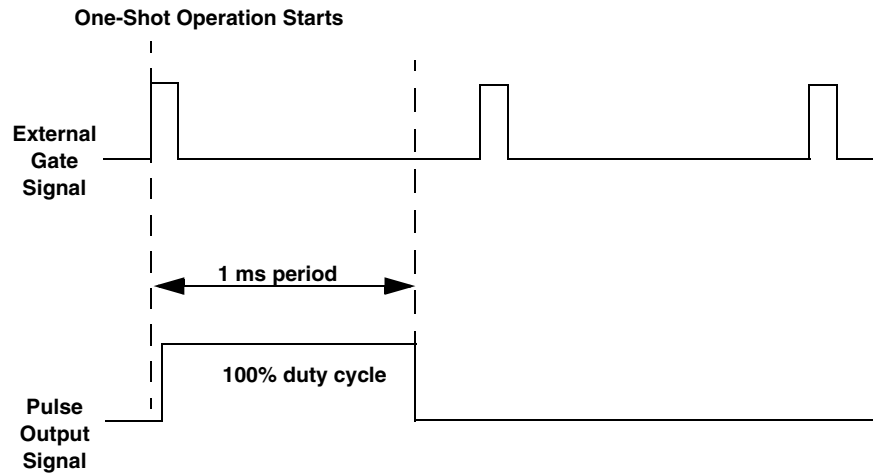 One-Shot Operation Starts
External
Gate
Signal
1 ms period
100% duty cycle
Pulse
Output
Signal